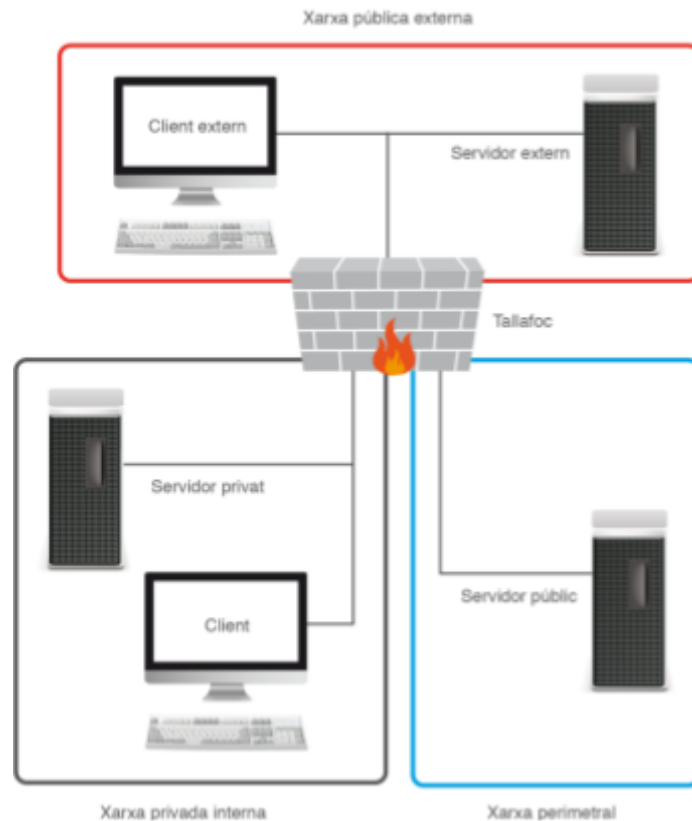 Xarxa pública externa
Client extern
Servidor extern
Tallafoc
Servidor privat
Client
Servidor públic
Xarxa privada interna
Xarxa perimetral